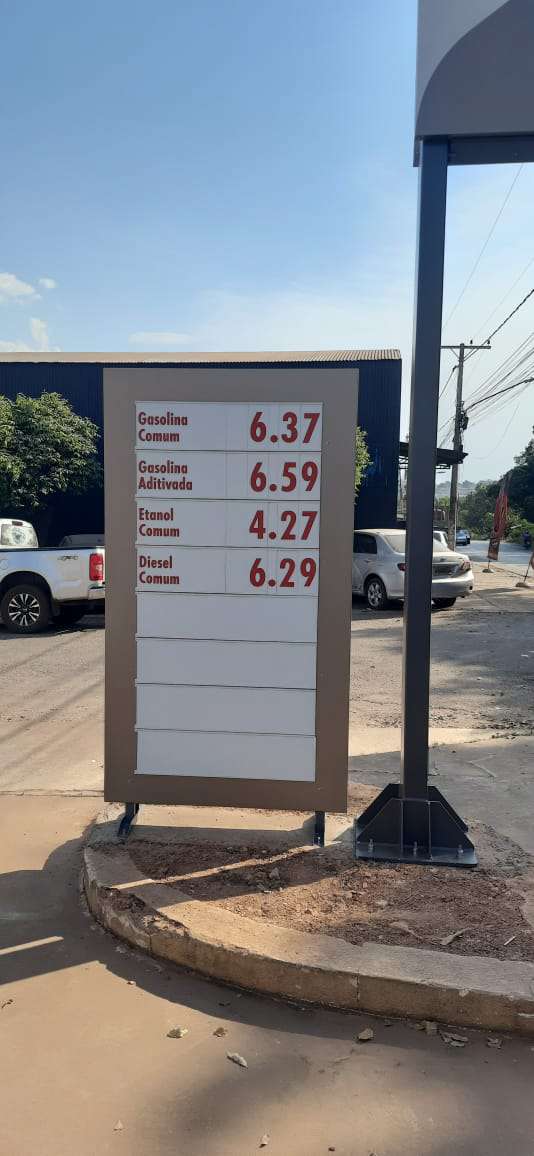 Gasolina
Comum 6.37
Gasolina
Aditivada 6.59
Etanol
Comum 4.27
Diesel
Comum 6.29